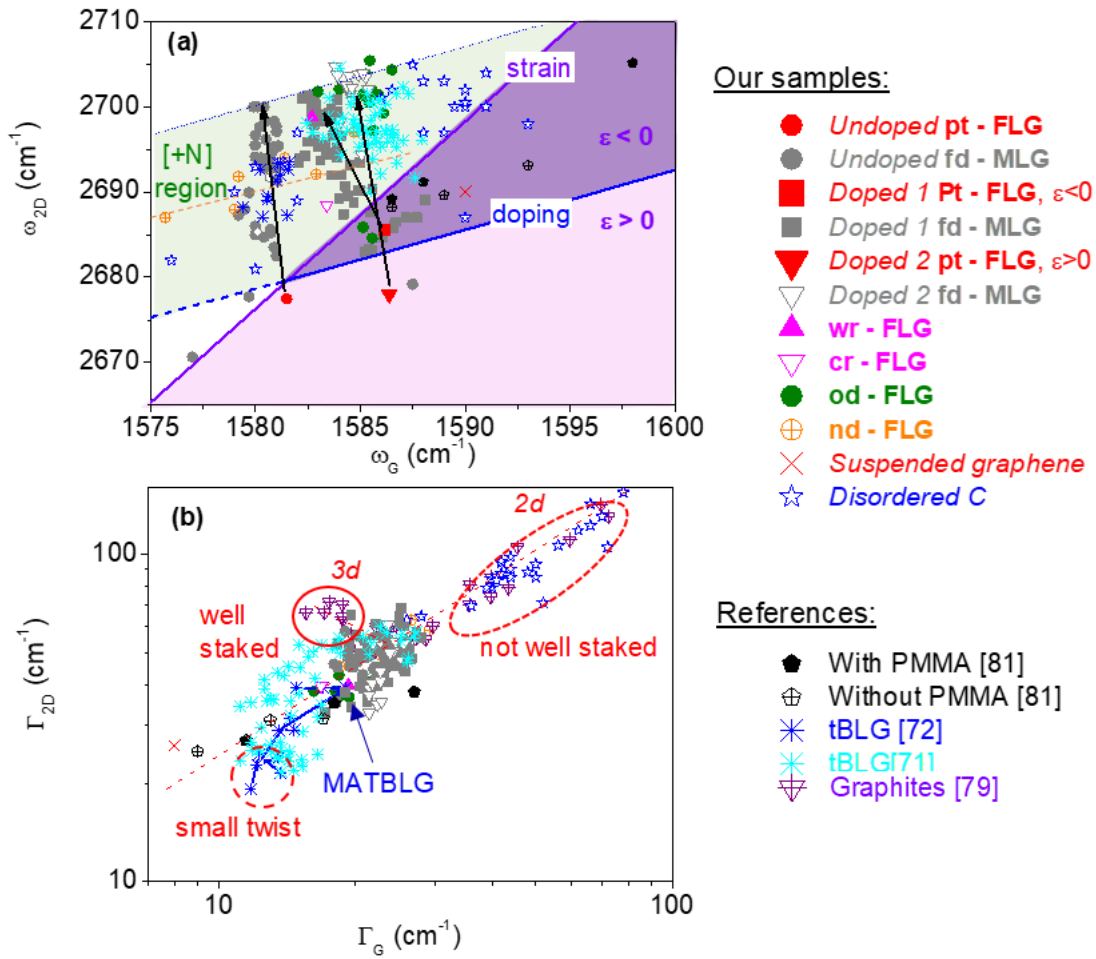 (a)
2710
2700
2690
2680
2670
ω2D (cm-1)
1575 1580 1585 1590 1595 1600
ωG (cm-1)
strain
ε < 0
[+N]
region
doping
ε > 0
(b)
100
10
Γ2D (cm-1)
10 100
ΓG (cm-1)
2d
3d
well
staked
not well staked
MATBLG
small twist
Our samples:
Undoped pt - FLG
Undoped fd - MLG
Doped 1 Pt - FLG, ε<0
Doped 1 fd - MLG
Doped 2 pt - FLG, ε>0
Doped 2 fd - MLG
wr - FLG
cr - FLG
od - FLG
nd - FLG
Suspended graphene
Disordered C
References:
With PMMA [81]
Without PMMA [81]
tBLG [72]
tBLG[71]
Graphites [79]